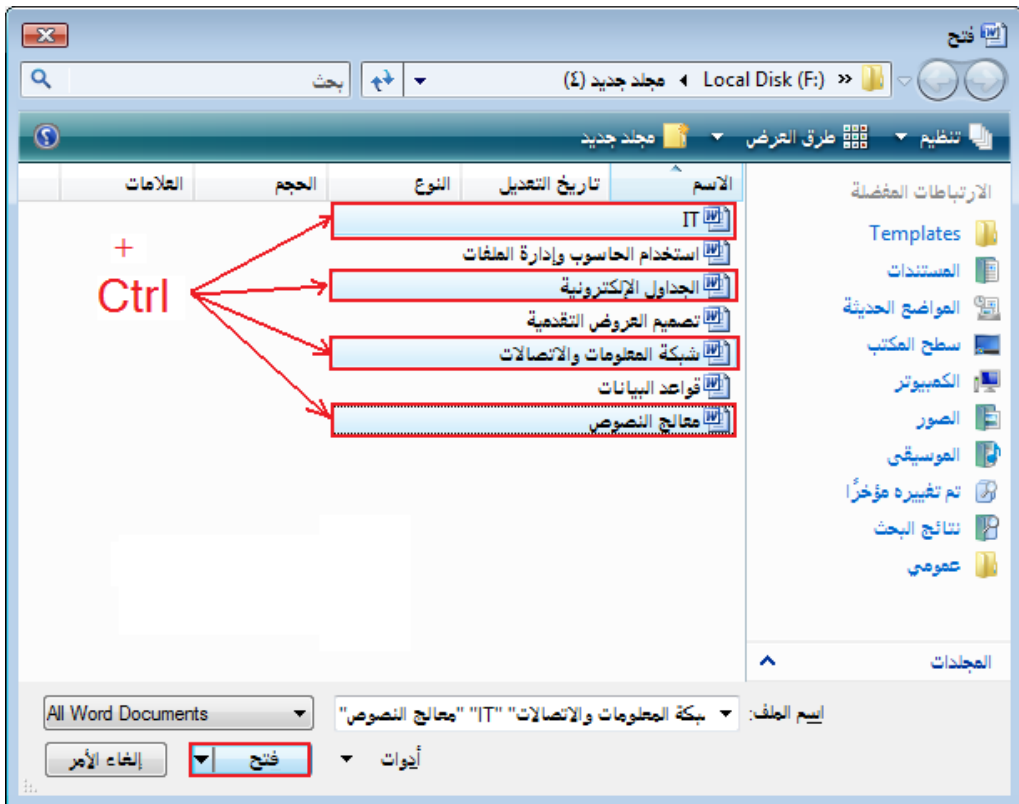 فتح
« Local Disk (F:) مجلد جديد (٤)
بحث
تنظيم
طرق العرض
مجلد جديد
الاسم
تاريخ التعديل
النوع
الحجم
العلامات
IT
استخدام الحاسوب وإدارة الملفات
الجداول الإلكترونية
تصميم العروض التقدمية
شبكة المعلومات والاتصالات
قواعد البيانات
معالج النصوص
+
Ctrl
الارتباطات المفضلة
Templates
المستندات
المواضع الحديثة
سطح المكتب
الكمبيوتر
الصور
الموسيقى
تم تغييره مؤخرًا
نتائج البحث
عمومي
المجلدات
اسم الملف:
بكة المعلومات والاتصالات" "IT" "معالج النصوص"
All Word Documents
أدوات
فتح
إلغاء الأمر